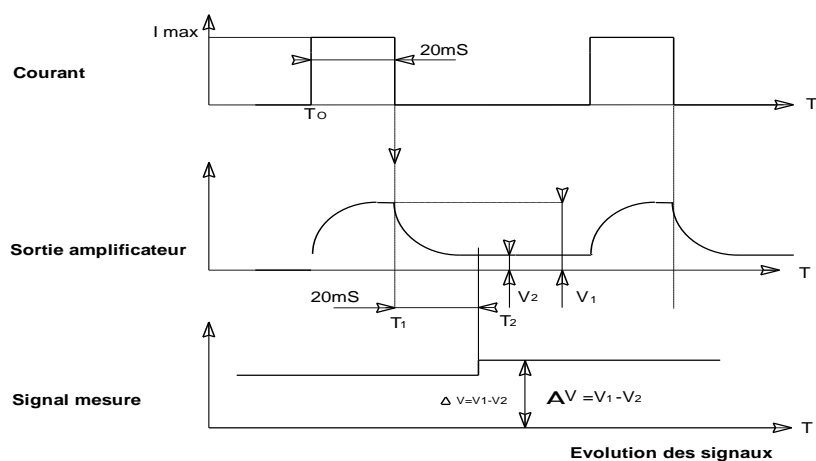 I max
20mS
Courant
To
T
Sortie amplificateur
T
20mS
V2
V1
T1
T2
Signal mesure
Δ V=V1-V2
ΔV =V1-V2
T
Evolution des signaux